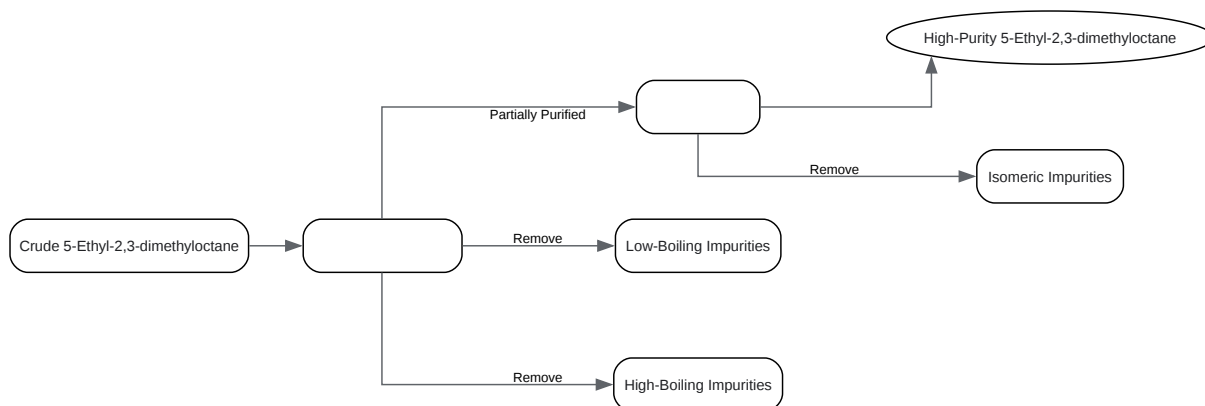 High-Purity 5-Ethyl-2,3-dimethyloctane
Partially Purified
Remove
Isomeric Impurities
Crude 5-Ethyl-2,3-dimethyloctane
Remove
Low-Boiling Impurities
Remove
High-Boiling Impurities